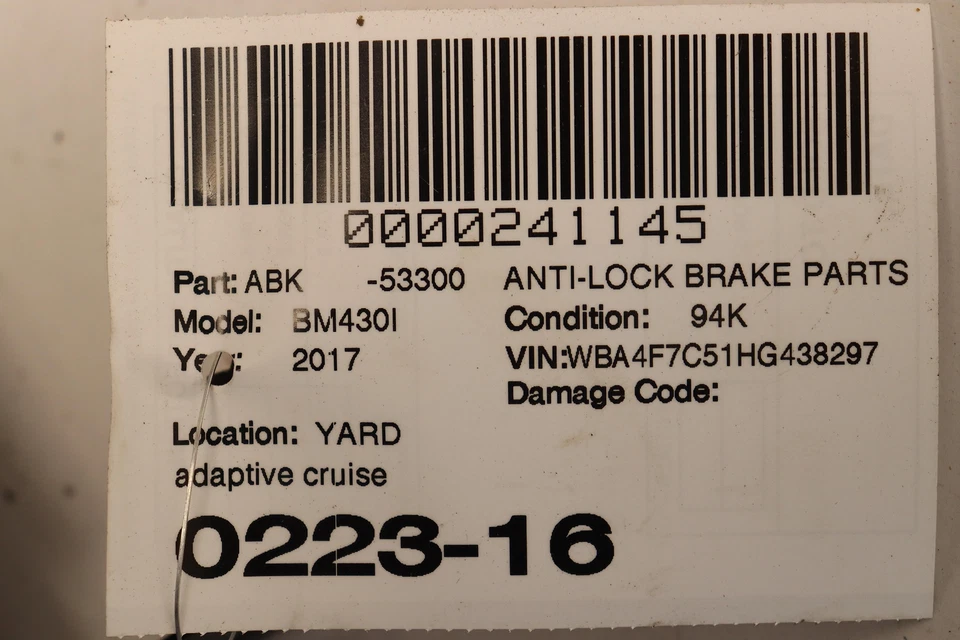 0000241145
Part: ABK -53300 ANTI-LOCK BRAKE PARTS
Model: BM430I Condition: 94K
Year: 2017 VIN:WBA4F7C51HG438297
Damage Code:
Location: YARD
adaptive cruise
0223-16